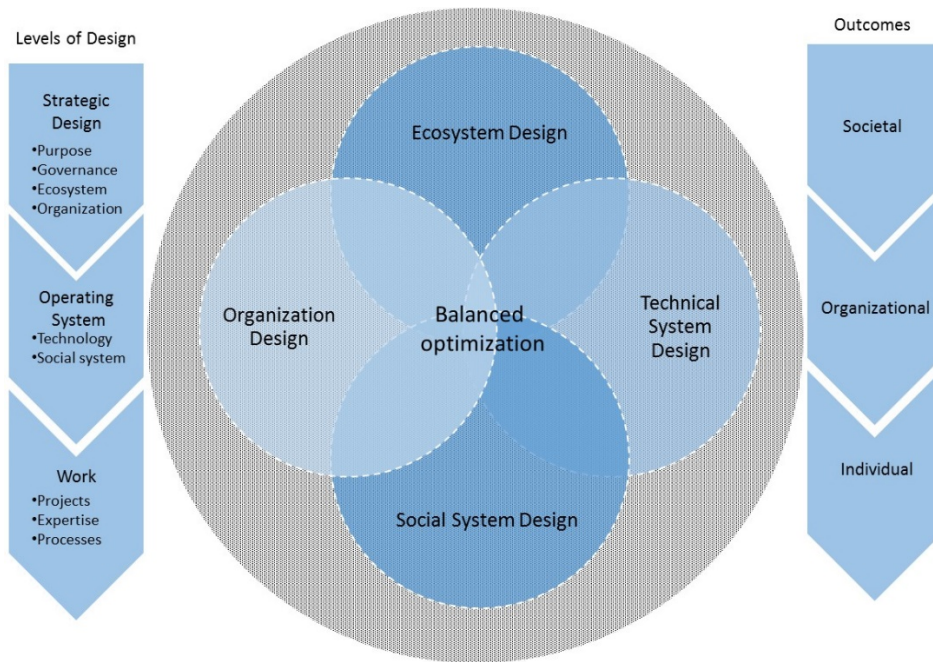 Levels of Design
Strategic
Design
•Purpose
•Governance
•Ecosystem
•Organization
Operating
System
•Technology
•Social system
Work
•Projects
•Expertise
•Processes
Ecosystem Design
Organization
Design
Balanced
optimization
Technical
System
Design
Social System Design
Outcomes
Societal
Organizational
Individual